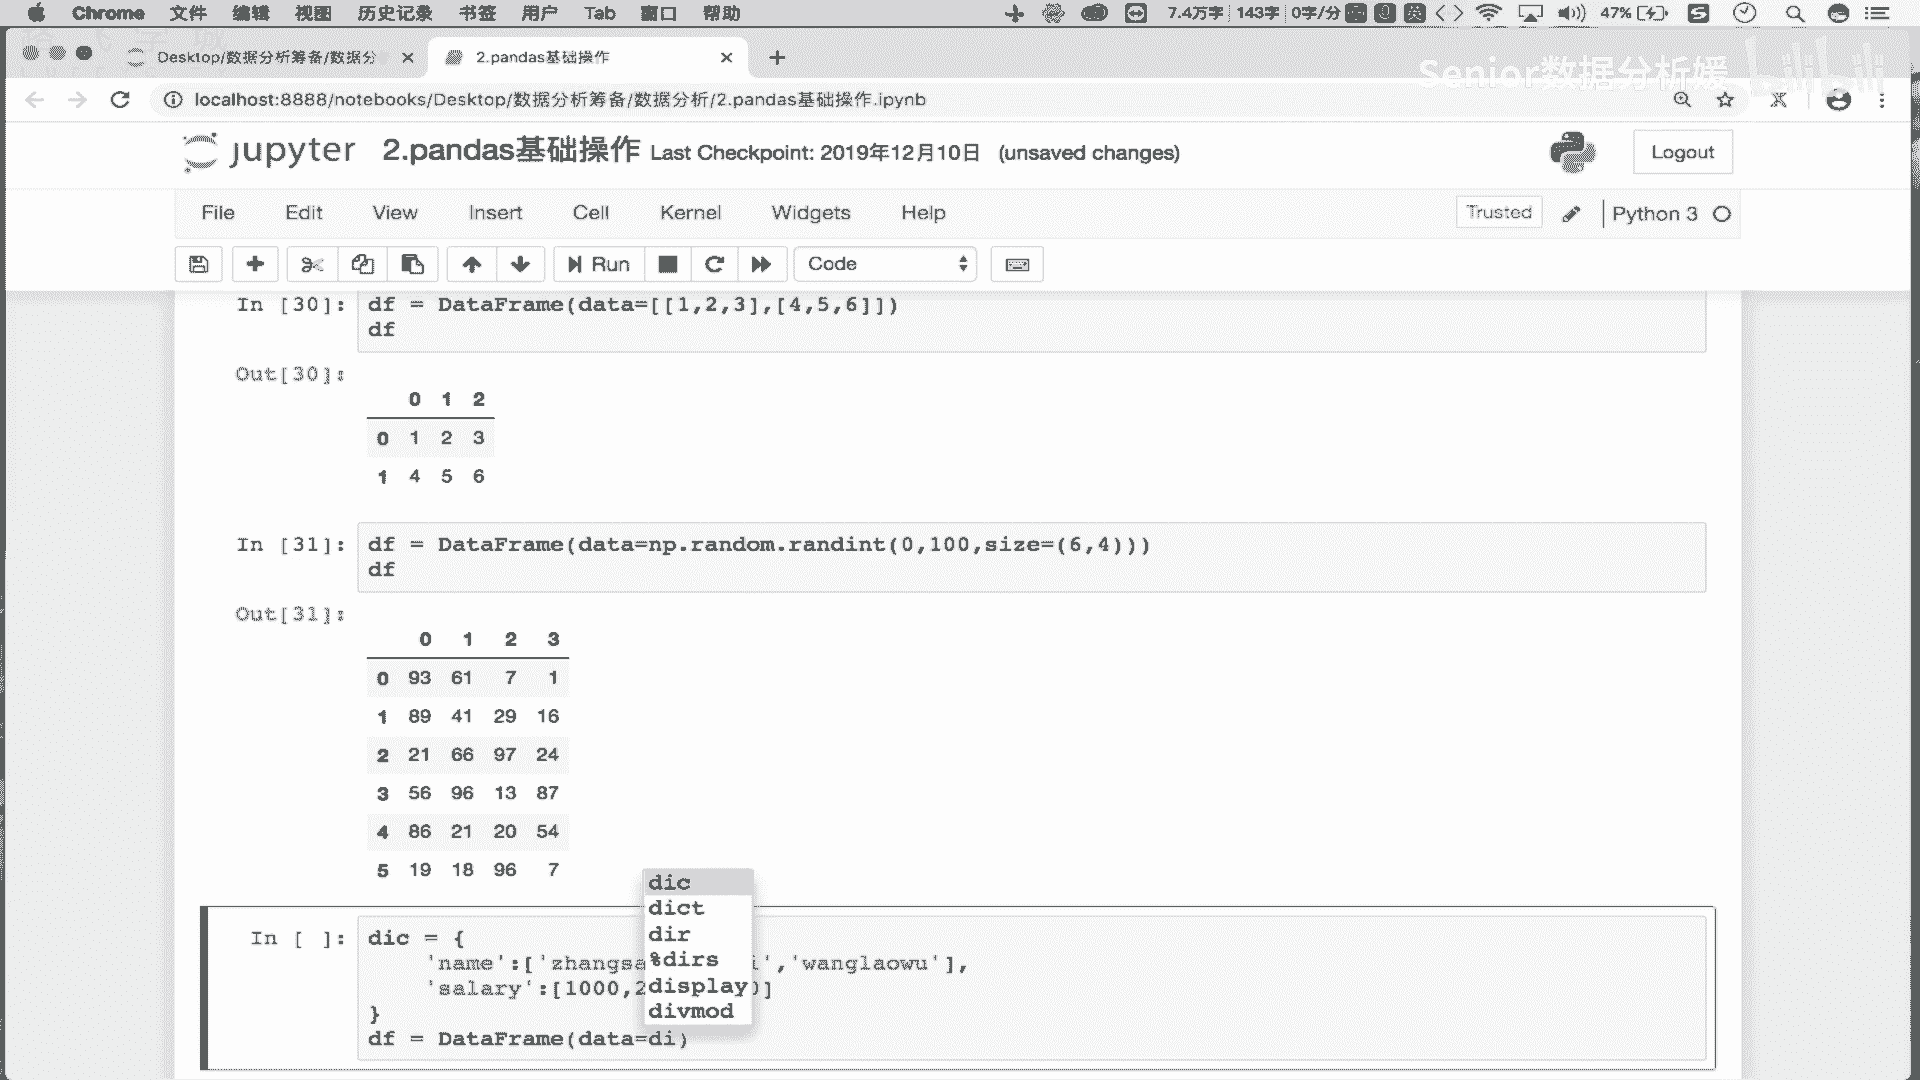 Chrome 文件 编辑 视图 历史记录 书签 用户 Tab 窗口 帮助 7.4万字 143字 0字/分 英 47%
Desktop/数据分析筹备/数据分 2.pandas基础操作
Senior数据分析媛 bilibili
localhost:8888/notebooks/Desktop/数据分析筹备/数据分析/2.pandas基础操作.ipynb
jupyter 2.pandas基础操作 Last Checkpoint: 2019年12月10日 (unsaved changes) Logout
File Edit View Insert Cell Kernel Widgets Help Trusted Python 3
Run Code
In [30]: df = DataFrame(data=[[1,2,3],[4,5,6]])
df
Out[30]:
0 1 2
0 1 2 3
1 4 5 6
In [31]: df = DataFrame(data=np.random.randint(0,100,size=(6,4)))
df
Out[31]:
0 1 2 3
0 93 61 7 1
1 89 41 29 16
2 21 66 97 24
3 56 96 13 87
4 86 21 20 54
5 19 18 96 7
dic
dict
dir
%dirs
display
divmod
In [ ]: dic = {
'name':['zhangsa i','wanglaowu'],
'salary':[1000,2 0]
}
df = DataFrame(data=di)